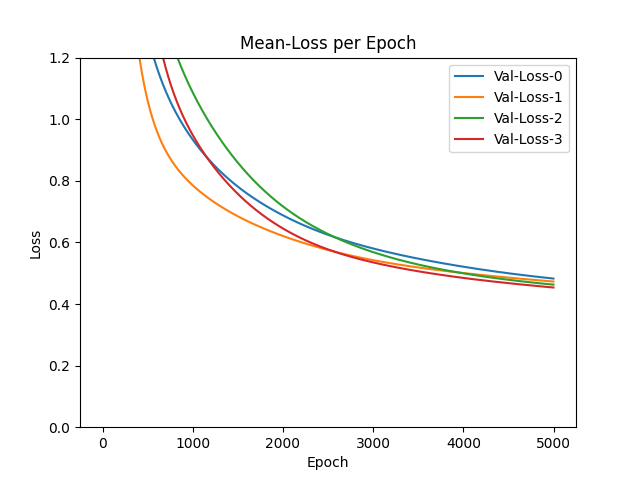 Mean-Loss per Epoch
Val-Loss-0
Val-Loss-1
Val-Loss-2
Val-Loss-3
1.2
1.0
0.8
0.6
0.4
0.2
0.0
Loss
0 1000 2000 3000 4000 5000
Epoch